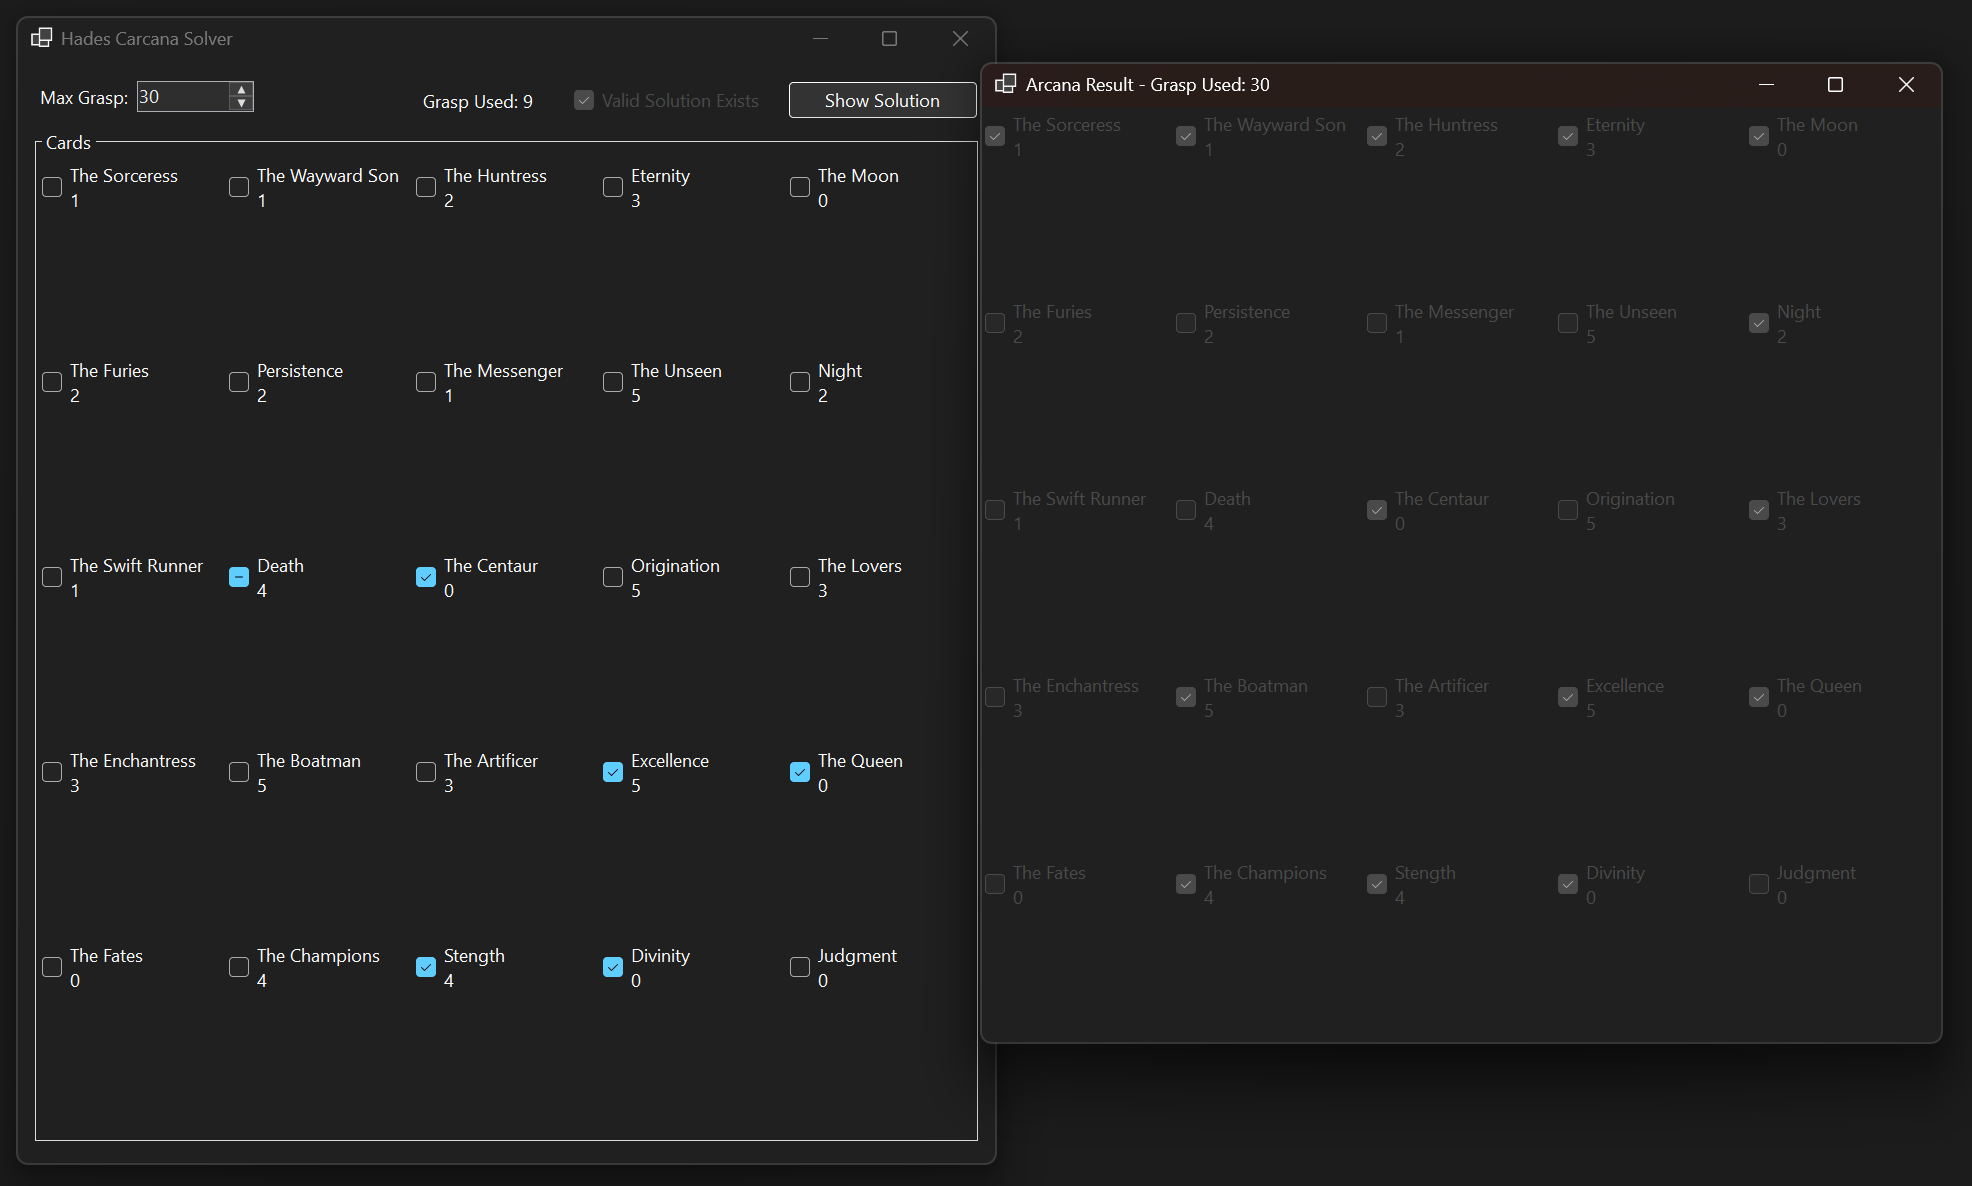 Hades Carcana Solver
Max Grasp: 30
Grasp Used: 9
Valid Solution Exists
Show Solution
Cards
The Sorceress
1
The Wayward Son
1
The Huntress
2
Eternity
3
The Moon
0
The Furies
2
Persistence
2
The Messenger
1
The Unseen
5
Night
2
The Swift Runner
1
Death
4
The Centaur
0
Origination
5
The Lovers
3
The Enchantress
3
The Boatman
5
The Artificer
3
Excellence
5
The Queen
0
The Fates
0
The Champions
4
Stength
4
Divinity
0
Judgment
0
Arcana Result - Grasp Used: 30
The Sorceress
1
The Wayward Son
1
The Huntress
2
Eternity
3
The Moon
0
The Furies
2
Persistence
2
The Messenger
1
The Unseen
5
Night
2
The Swift Runner
1
Death
4
The Centaur
0
Origination
5
The Lovers
3
The Enchantress
3
The Boatman
5
The Artificer
3
Excellence
5
The Queen
0
The Fates
0
The Champions
4
Stength
4
Divinity
0
Judgment
0